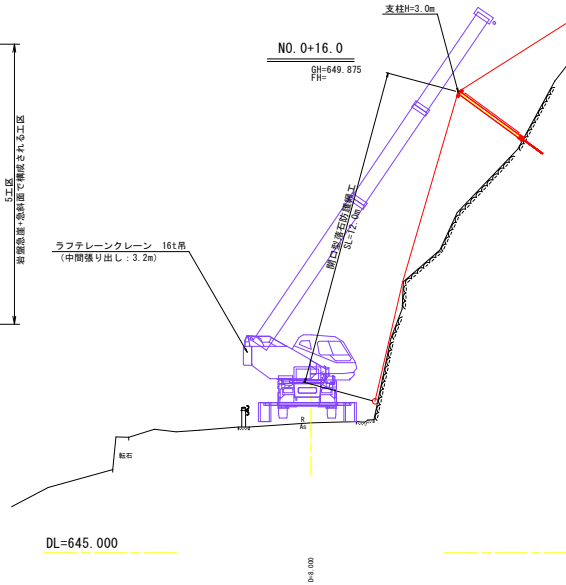 支柱H=3.0m
NO.0+16.0
GH=649.875
FH=
5工区
岩盤急崖・急斜面で構成される工区
開口型落石防護網工
SL=12.0m
ラフテレーンクレーン 16t吊
(中間張り出し：3.2m)
R
As
転石
DL=645.000
D=8.000